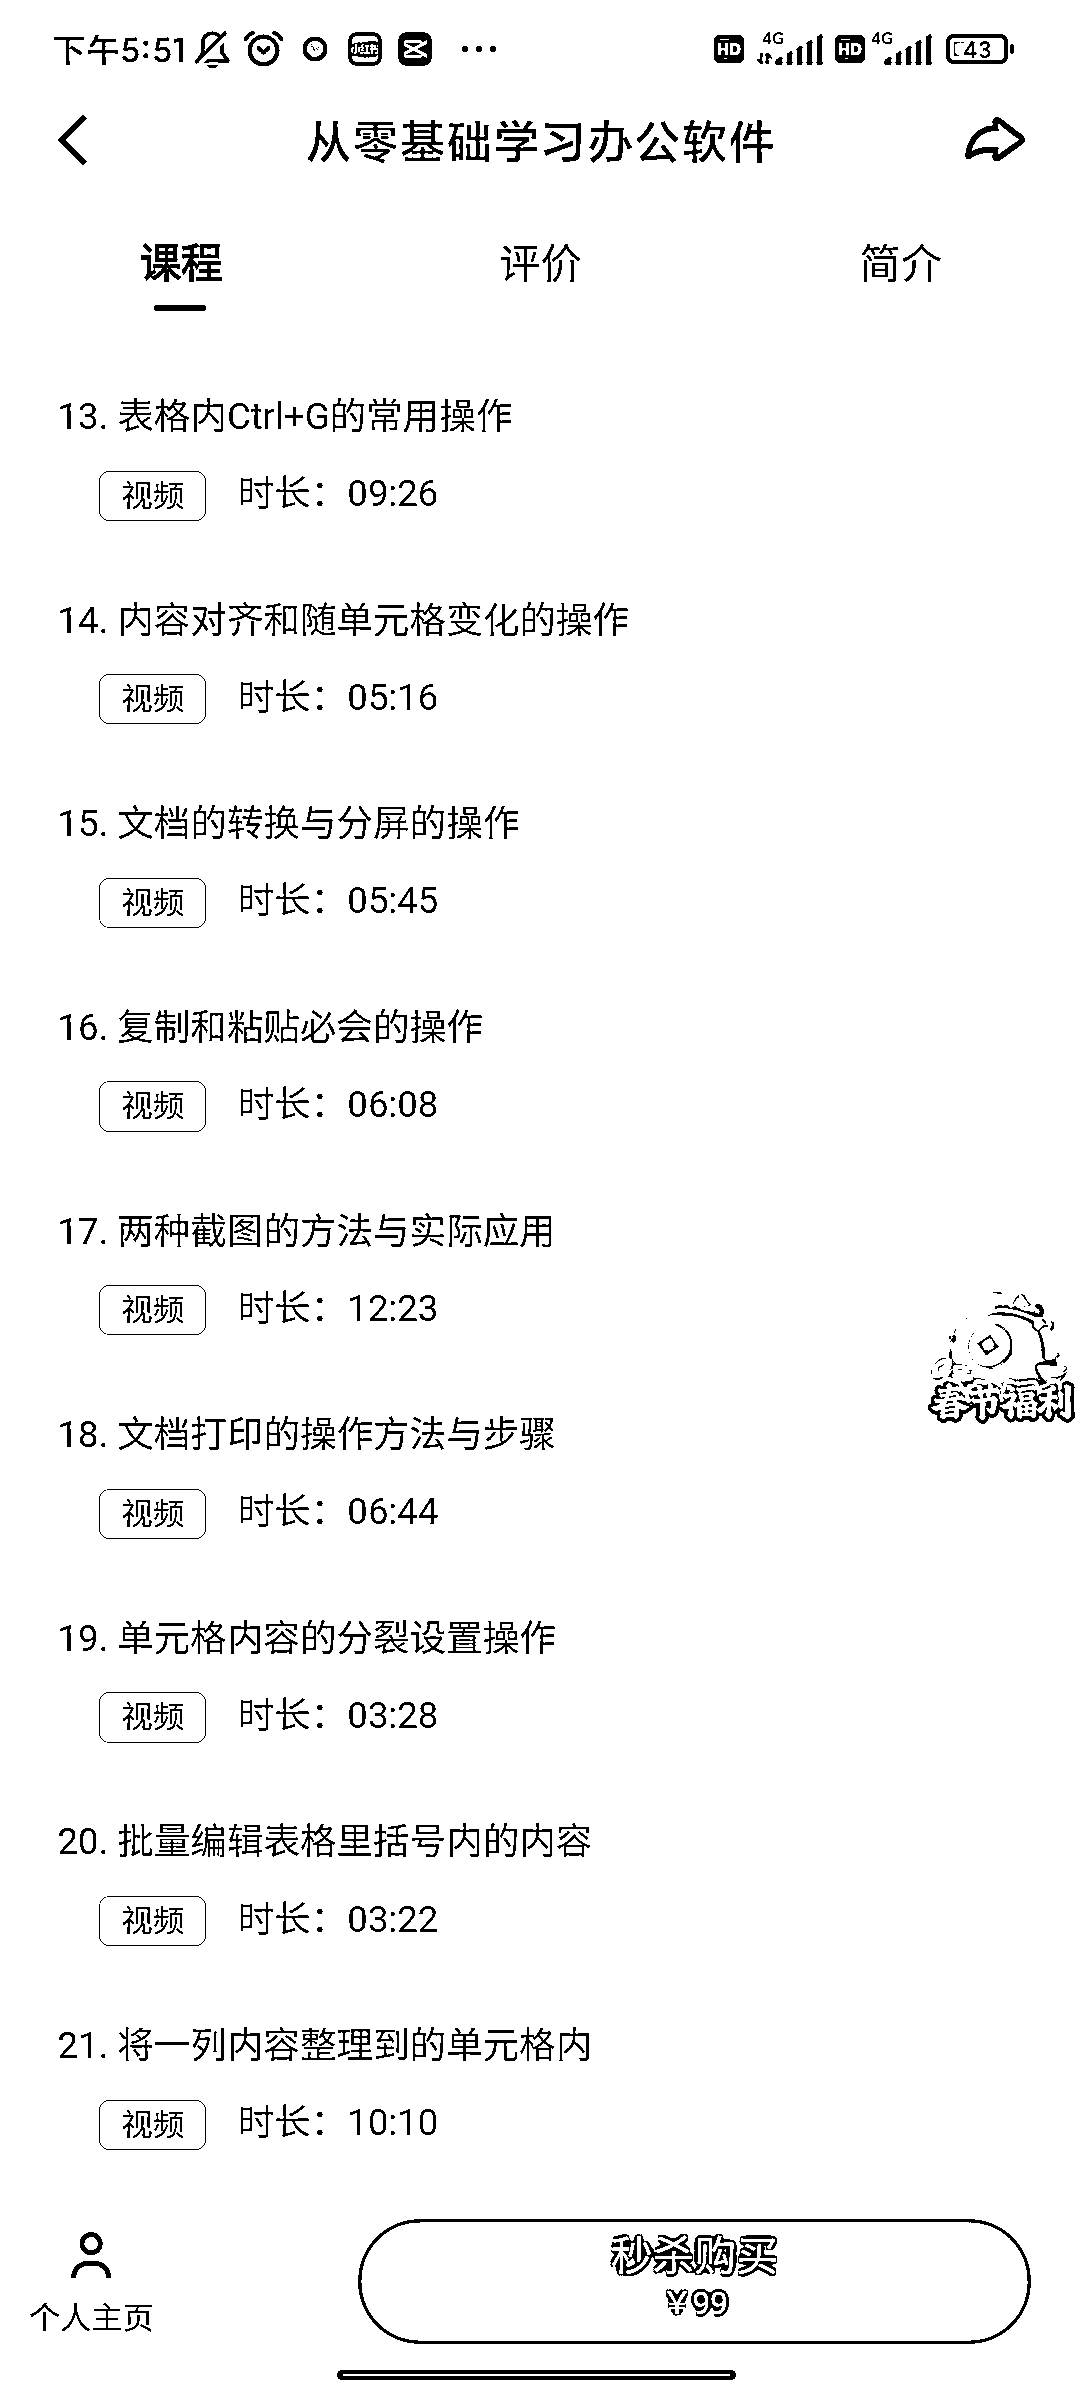 下午5:51
4G
4G
43
从零基础学习办公软件
课程
评价
简介
13. 表格内Ctrl+G的常用操作
视频 时长：09:26
14. 内容对齐和随单元格变化的操作
视频 时长：05:16
15. 文档的转换与分屏的操作
视频 时长：05:45
16. 复制和粘贴必会的操作
视频 时长：06:08
17. 两种截图的方法与实际应用
视频 时长：12:23
春节福利
18. 文档打印的操作方法与步骤
视频 时长：06:44
19. 单元格内容的分裂设置操作
视频 时长：03:28
20. 批量编辑表格里括号内的内容
视频 时长：03:22
21. 将一列内容整理到的单元格内
视频 时长：10:10
秒杀购买
¥99
个人主页